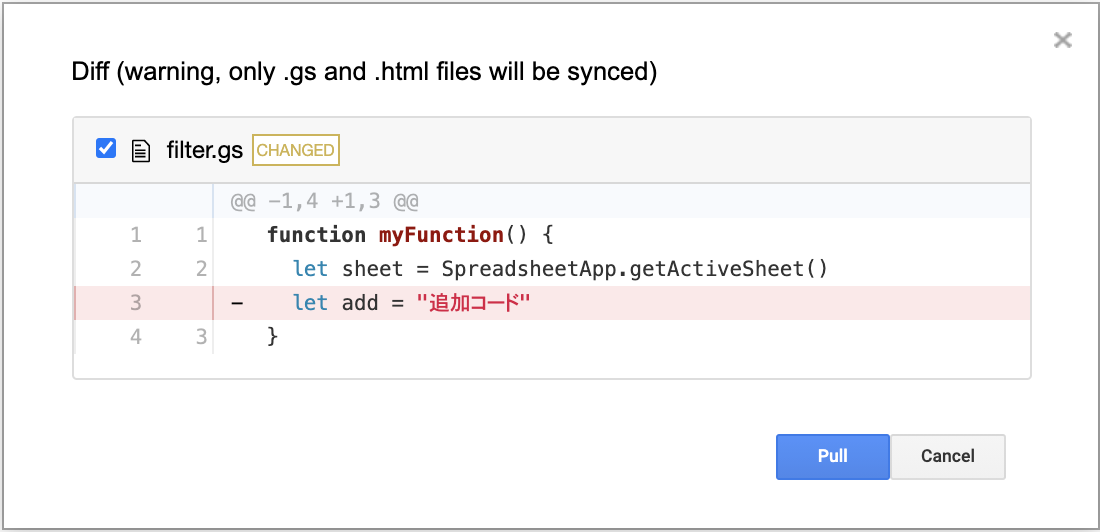 ×
Diff (warning, only .gs and .html files will be synced)
filter.gs CHANGED
@@ -1,4 +1,3 @@
1 1 function myFunction() {
2 2 let sheet = SpreadsheetApp.getActiveSheet()
3 - let add = "追加コード"
4 3 }
Pull Cancel